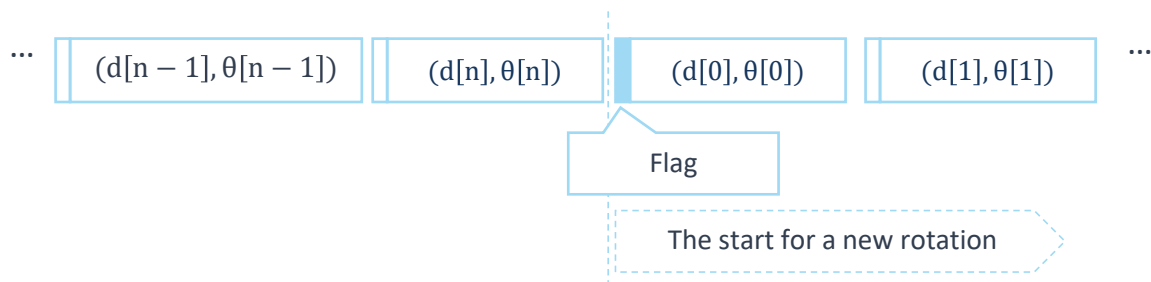 ... (d[n − 1], θ[n − 1]) (d[n], θ[n]) (d[0], θ[0]) (d[1], θ[1]) ...
Flag
The start for a new rotation